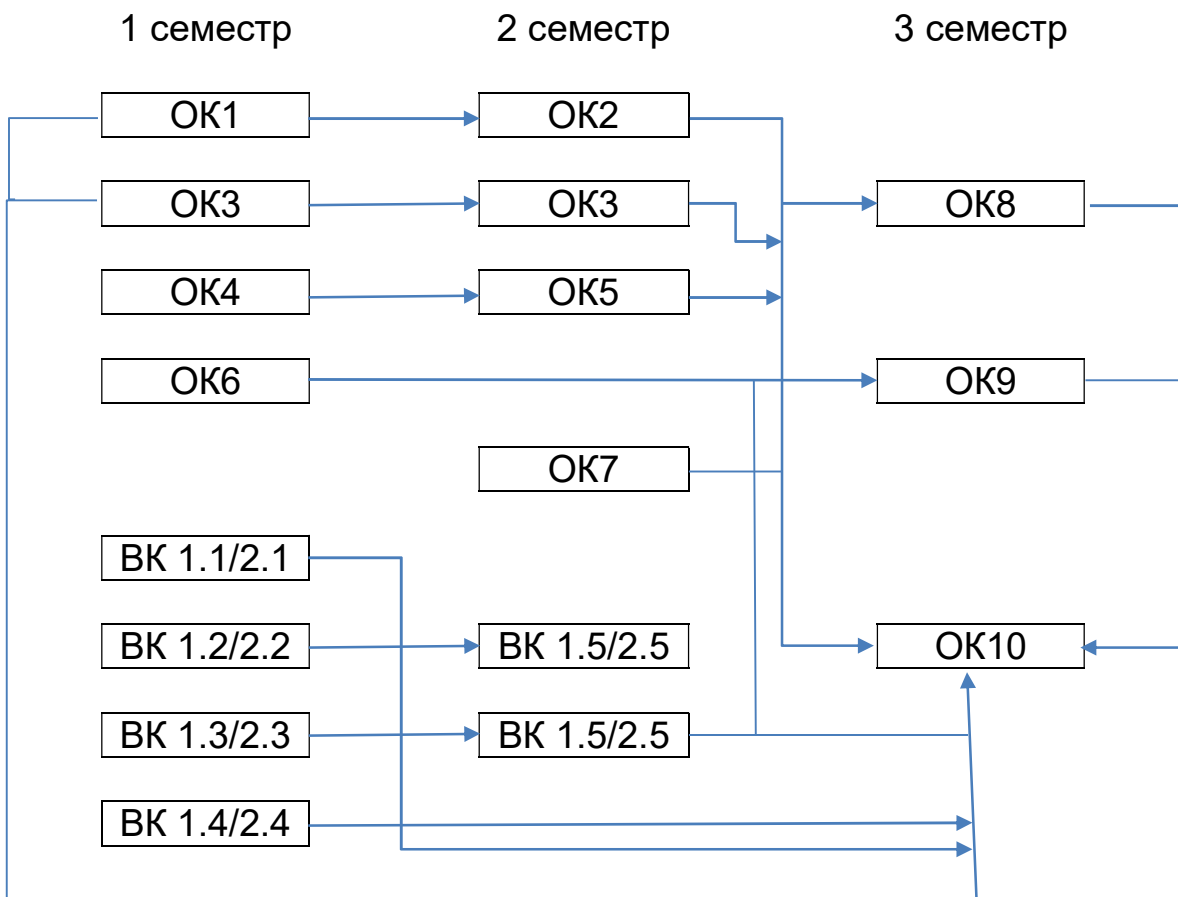 1 семестр 2 семестр 3 семестр
ОК1 ОК2
ОК3 ОК3 ОК8
ОК4 ОК5
ОК6 ОК9
ОК7
ВК 1.1/2.1
ВК 1.2/2.2 ВК 1.5/2.5 ОК10
ВК 1.3/2.3 ВК 1.5/2.5
ВК 1.4/2.4